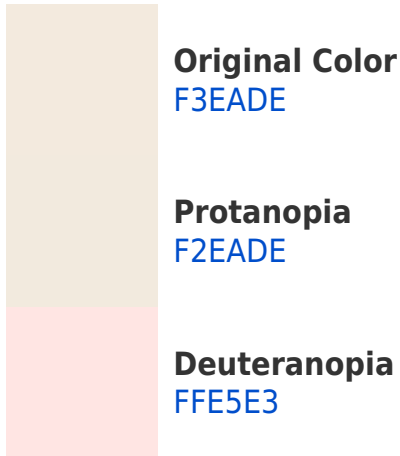 Original Color
F3EADE
Protanopia
F2EADE
Deuteranopia
FFE5E3